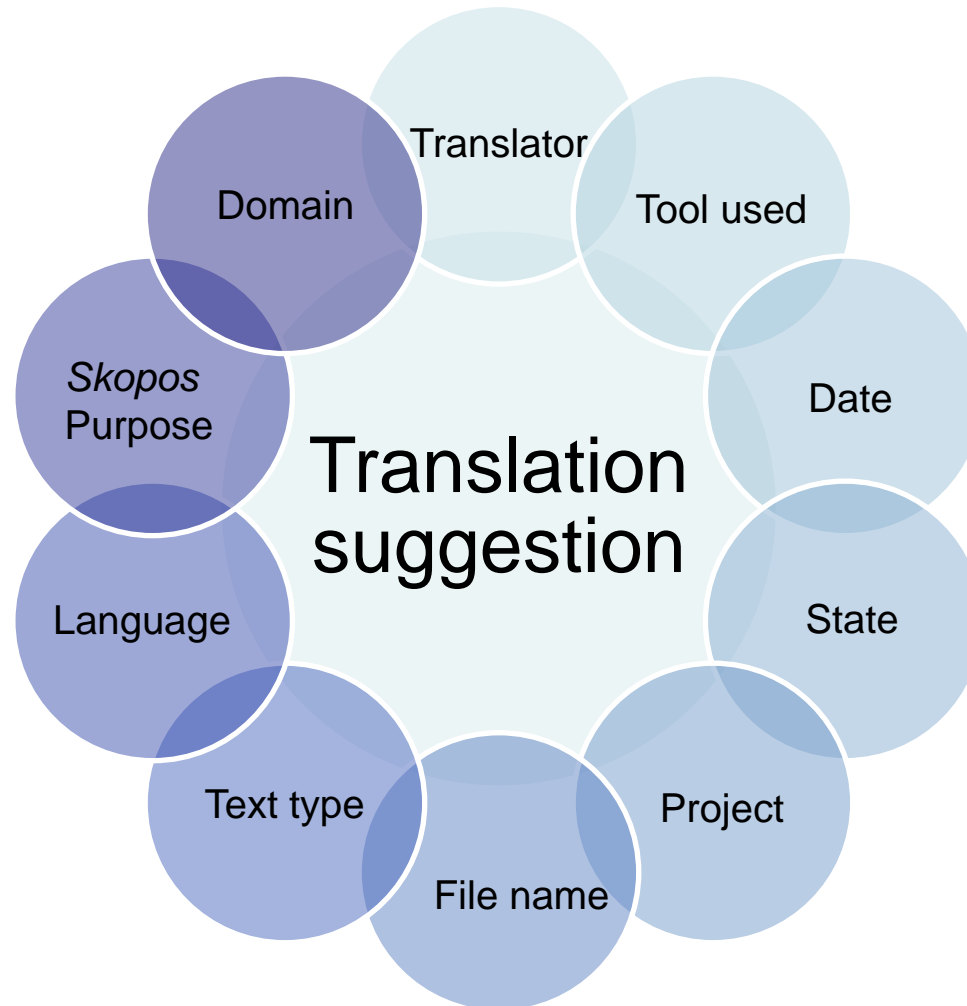 Translator
Tool used
Date
State
Project
File name
Text type
Language
Skopos
Purpose
Domain
Translation
suggestion